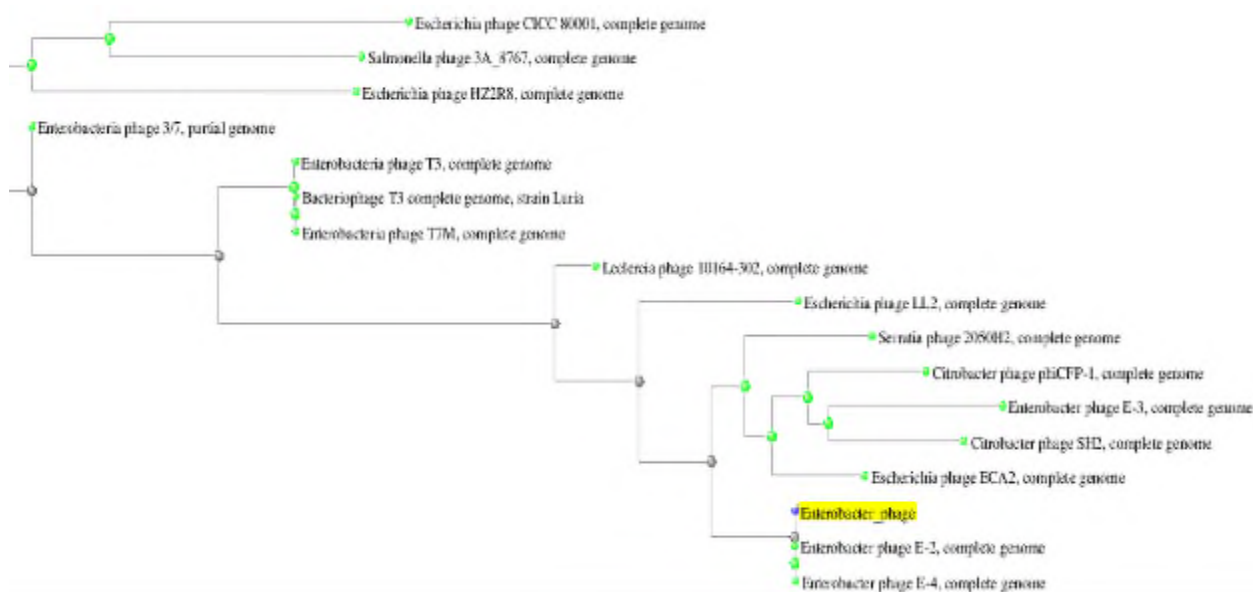 Escherichia phage CICC 80001, complete genome
Salmonella phage 3A_8767, complete genome
Escherichia phage HZ2R8, complete genome
Enterobacteria phage 3/7, partial genome
Enterobacteria phage T3, complete genome
Bacteriophage T3 complete genome, strain Luria
Enterobacteria phage T7M, complete genome
Leclercia phage 10164-302, complete genome
Escherichia phage LL2, complete genome
Serratia phage 2050H2, complete genome
Citrobacter phage phiCFP-1, complete genome
Enterobacter phage E-3, complete genome
Citrobacter phage SH2, complete genome
Escherichia phage ECA2, complete genome
Enterobacter_phage
Enterobacter phage E-2, complete genome
Enterobacter phage E-4, complete genome